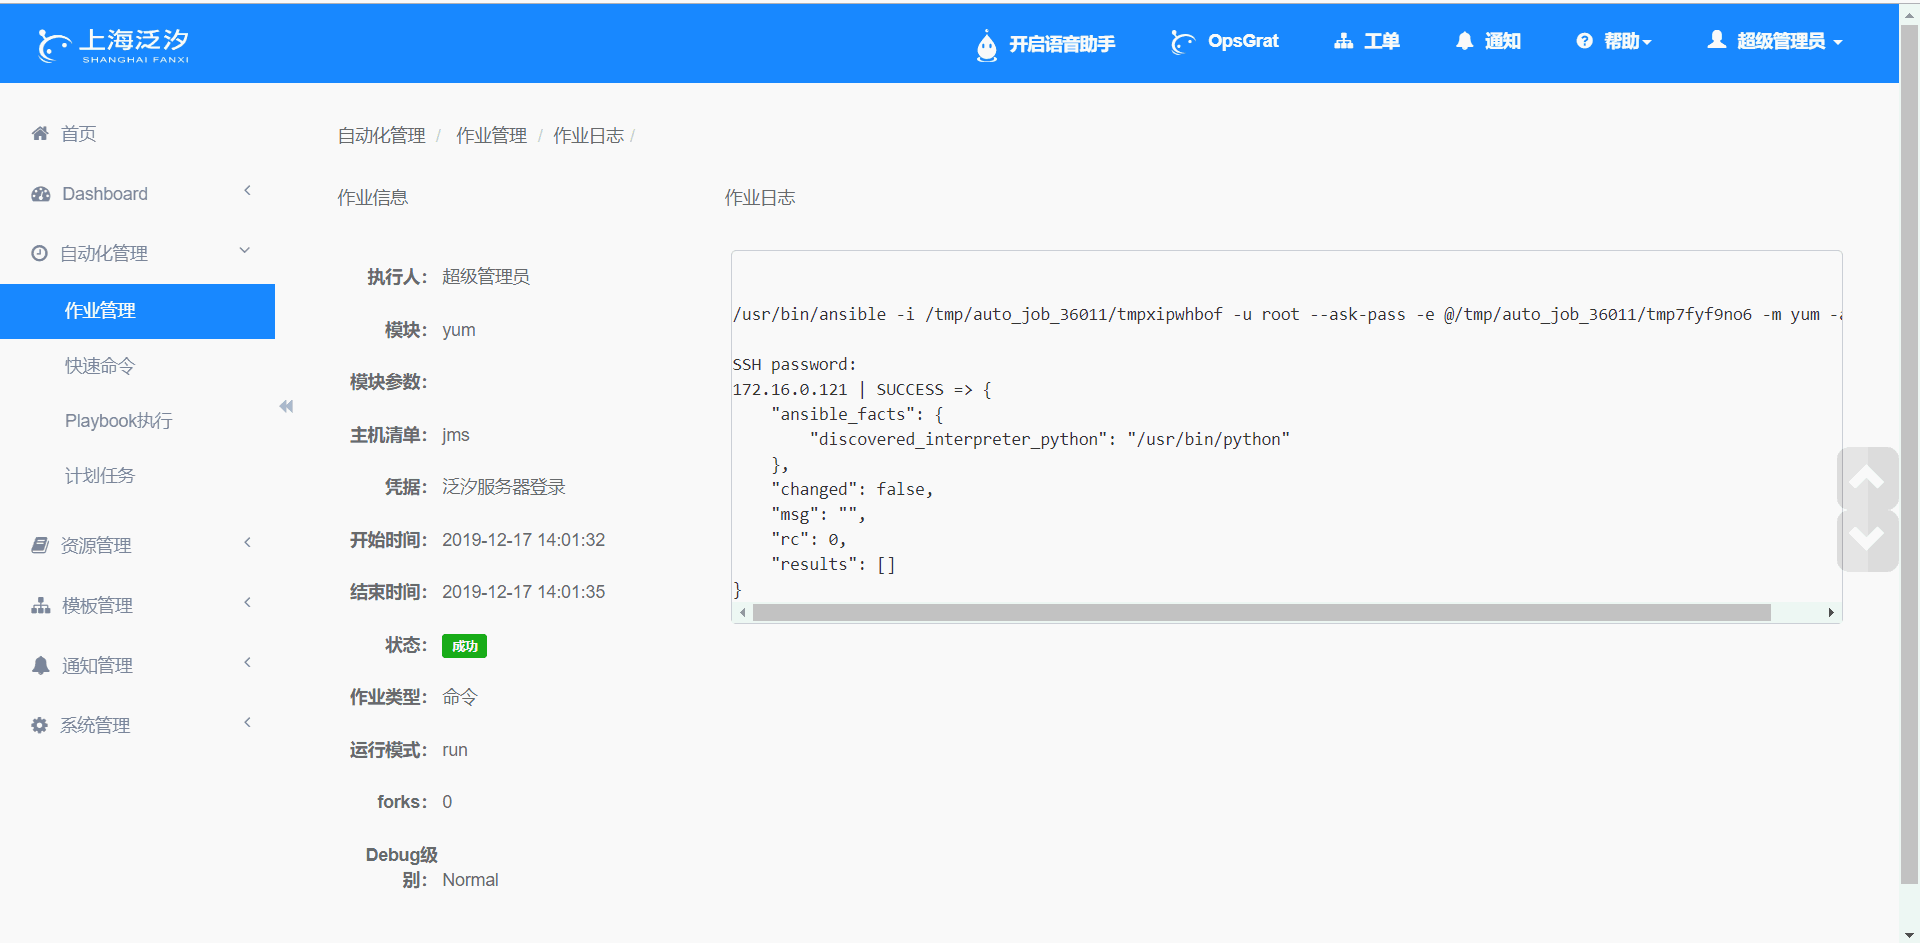 上海泛汐
SHANGHAI FANXI
开启语音助手
OpsGrat
工单
通知
帮助
超级管理员
首页
Dashboard
自动化管理
作业管理
快速命令
Playbook执行
计划任务
资源管理
模板管理
通知管理
系统管理
自动化管理 / 作业管理 / 作业日志 /
作业信息
执行人： 超级管理员
模块： yum
模块参数：
主机清单： jms
凭据： 泛汐服务器登录
开始时间： 2019-12-17 14:01:32
结束时间： 2019-12-17 14:01:35
状态： 成功
作业类型： 命令
运行模式： run
forks： 0
Debug级
别： Normal
作业日志
/usr/bin/ansible -i /tmp/auto_job_36011/tmpxipwhbof -u root --ask-pass -e @/tmp/auto_job_36011/tmp7fyf9no6 -m yum -a
SSH password:
172.16.0.121 | SUCCESS => {
    "ansible_facts": {
        "discovered_interpreter_python": "/usr/bin/python"
    },
    "changed": false,
    "msg": "",
    "rc": 0,
    "results": []
}